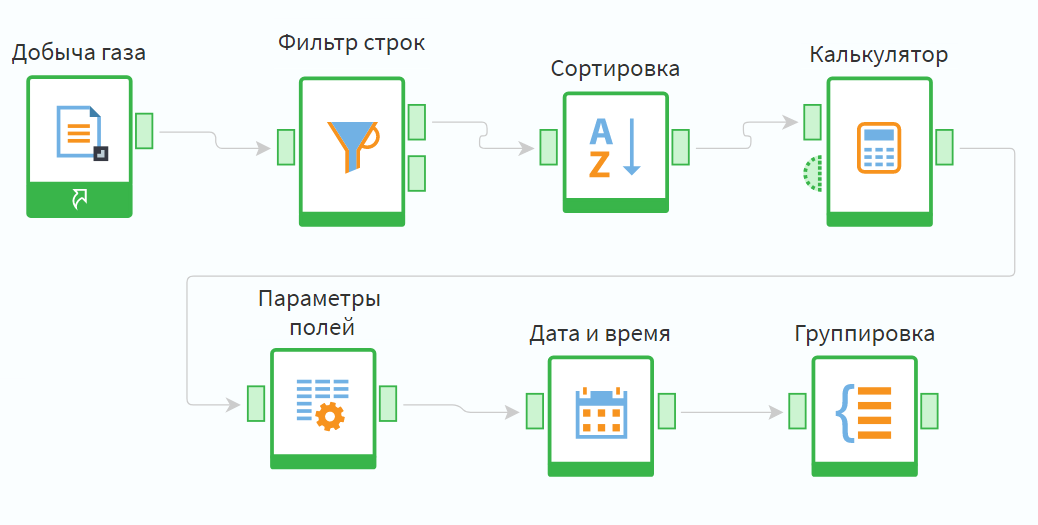 Добыча газа
Фильтр строк
Сортировка
Калькулятор
A
Z
Параметры
полей
Дата и время
Группировка